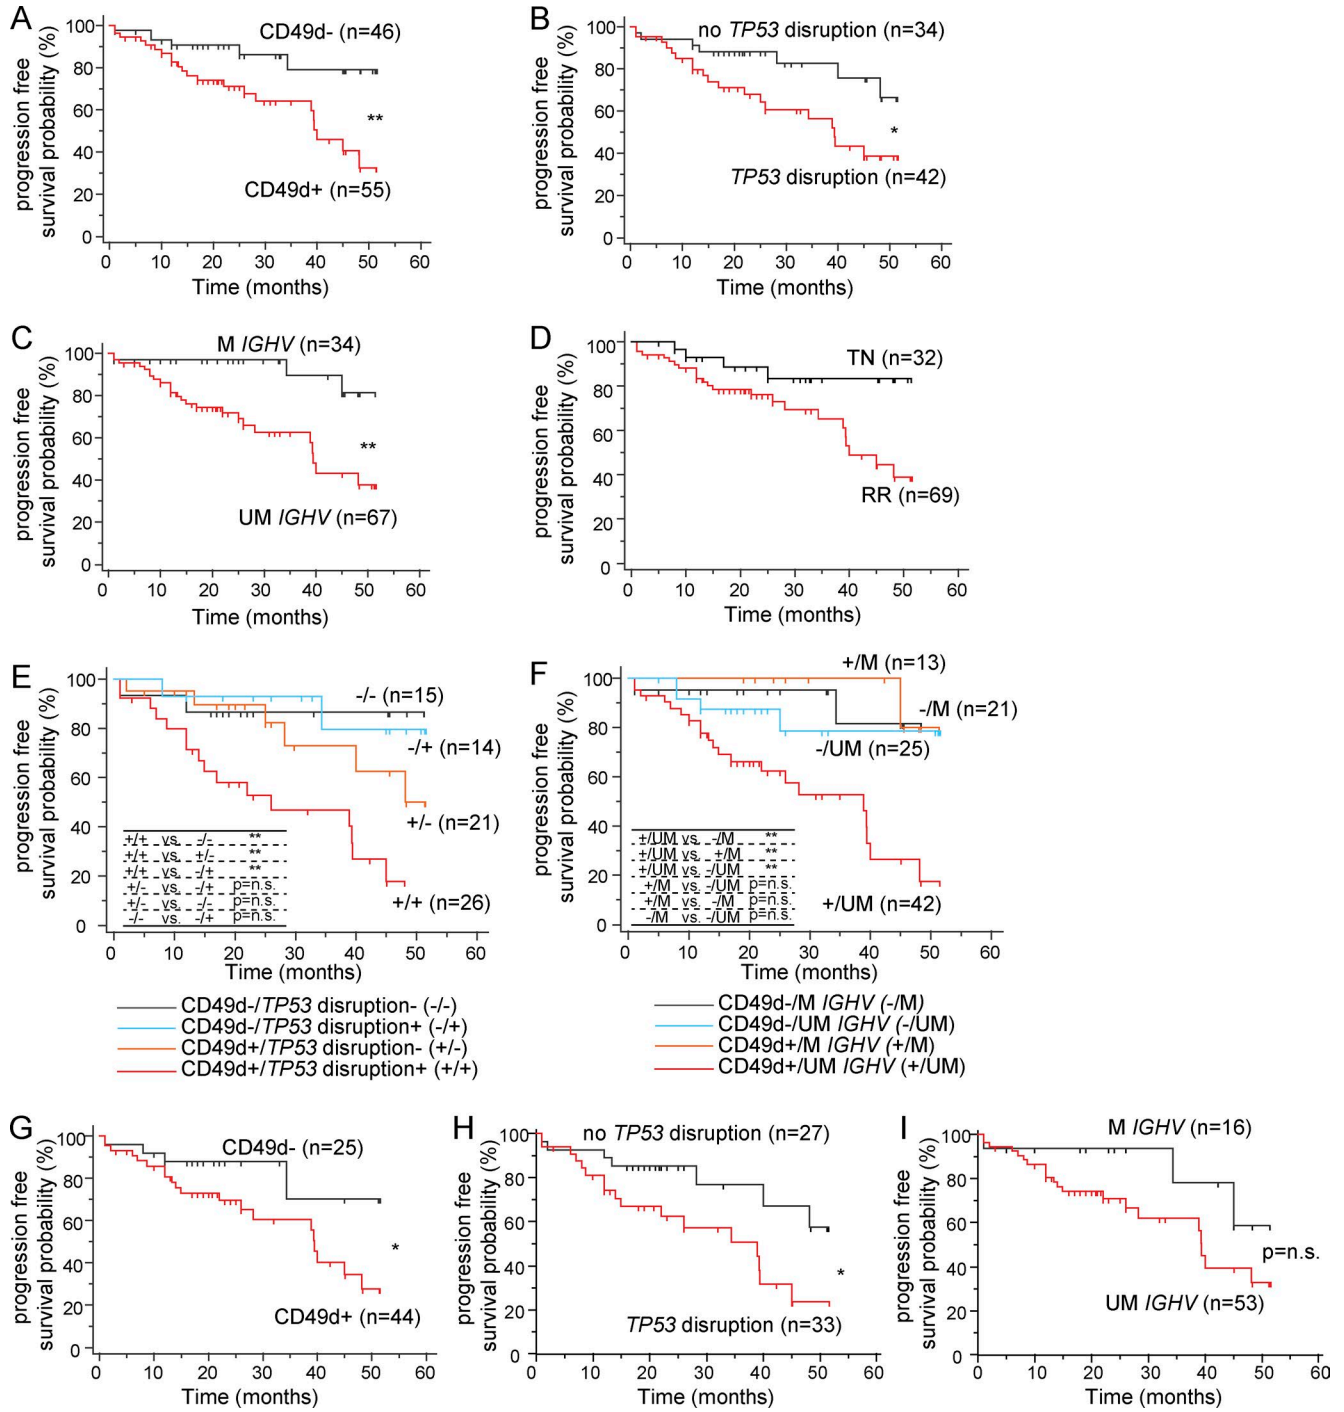 A
progression free
survival probability (%)
100
80
60
40
20
0
CD49d- (n=46)
**
CD49d+ (n=55)
0 10 20 30 40 50 60
Time (months)
B
progression free
survival probability (%)
100
80
60
40
20
0
no TP53 disruption (n=34)
*
TP53 disruption (n=42)
0 10 20 30 40 50 60
Time (months)
C
progression free
survival probability (%)
100
80
60
40
20
0
M IGHV (n=34)
**
UM IGHV (n=67)
0 10 20 30 40 50 60
Time (months)
D
progression free
survival probability (%)
100
80
60
40
20
0
TN (n=32)
RR (n=69)
0 10 20 30 40 50 60
Time (months)
E
progression free
survival probability (%)
100
80
60
40
20
0
-/- (n=15)
-/+ (n=14)
+/- (n=21)
+/+ (n=26)
+/+ vs. -/- **
+/+ vs. +/- **
+/+ vs. -/+ **
+/- vs. -/+ p=n.s.
+/- vs. -/- p=n.s.
-/- vs. -/+ p=n.s.
0 10 20 30 40 50 60
Time (months)
CD49d-/TP53 disruption- (-/-)
CD49d-/TP53 disruption+ (-/+)
CD49d+/TP53 disruption- (+/-)
CD49d+/TP53 disruption+ (+/+)
F
progression free
survival probability (%)
100
80
60
40
20
0
+/M (n=13)
-/M (n=21)
-/UM (n=25)
+/UM (n=42)
+/UM vs. -/M **
+/UM vs. +/M **
+/UM vs. -/UM **
+/M vs. -/UM p=n.s.
+/M vs. -/M p=n.s.
-/M vs. -/UM p=n.s.
0 10 20 30 40 50 60
Time (months)
CD49d-/M IGHV (-/M)
CD49d-/UM IGHV (-/UM)
CD49d+/M IGHV (+/M)
CD49d+/UM IGHV (+/UM)
G
progression free
survival probability (%)
100
80
60
40
20
0
CD49d- (n=25)
*
CD49d+ (n=44)
0 10 20 30 40 50 60
Time (months)
H
progression free
survival probability (%)
100
80
60
40
20
0
no TP53 disruption (n=27)
*
TP53 disruption (n=33)
0 10 20 30 40 50 60
Time (months)
I
progression free
survival probability (%)
100
80
60
40
20
0
M IGHV (n=16)
p=n.s.
UM IGHV (n=53)
0 10 20 30 40 50 60
Time (months)